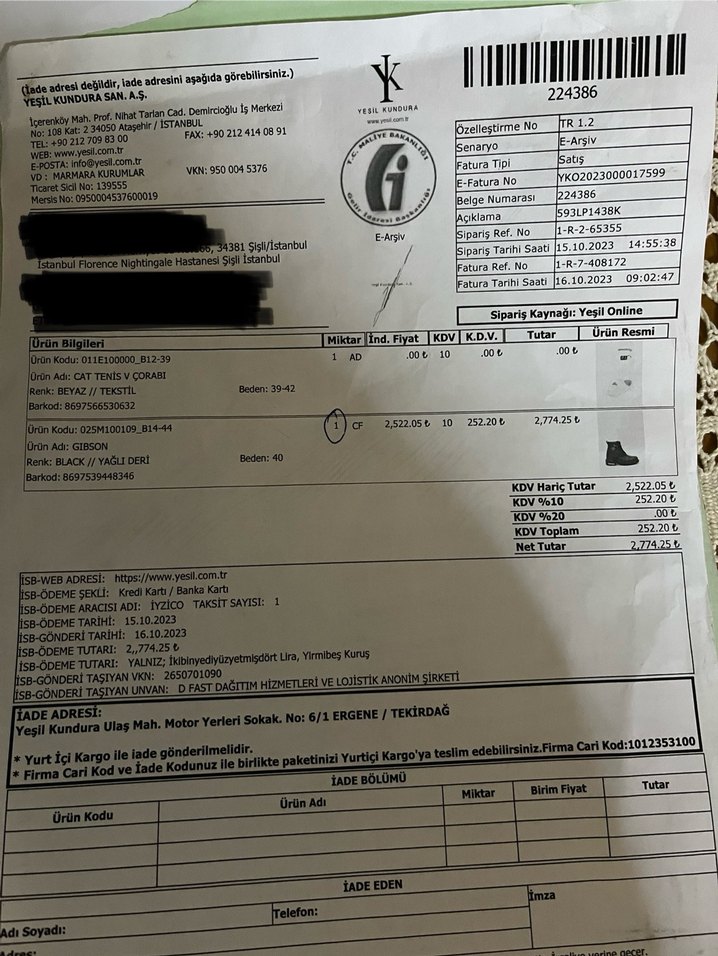 (İade adresi değildir, iade adresini aşağıda görebilirsiniz.)
YEŞİL KUNDURA SAN. A.Ş.
İçerenköy Mah. Prof. Nihat Tarlan Cad. Demircioğlu İş Merkezi
No: 108 Kat: 2 34050 Ataşehir / İSTANBUL
TEL: +90 212 709 83 00 FAX: +90 212 414 08 91
WEB: www.yesil.com.tr
E-POSTA: info@yesil.com.tr
VD : MARMARA KURUMLAR VKN: 950 004 5376
Ticaret Sicil No: 139555
Mersis No: 0950004537600019
YK
YESIL KUNDURA
www.yesil.com.tr
T.C. MALİYE BAKANLIĞI
Gelir İdaresi Başkanlığı
E-Arşiv
224386
Özelleştirme No TR 1.2
Senaryo E-Arşiv
Fatura Tipi Satış
E-Fatura No YKO2023000017599
Belge Numarası 224386
Açıklama 593LP1438K
Sipariş Ref. No 1-R-2-65355
Sipariş Tarihi Saati 15.10.2023 14:55:38
Fatura Ref. No 1-R-7-408172
Fatura Tarihi Saati 16.10.2023 09:02:47
34381 Şişli/İstanbul
İstanbul Florence Nightingale Hastanesi Şişli İstanbul
Sipariş Kaynağı: Yeşil Online
Ürün Bilgileri Miktar İnd. Fiyat KDV K.D.V. Tutar Ürün Resmi
Ürün Kodu: 011E100000_B12-39 1 AD .00 ₺ 10 .00 ₺ .00 ₺
Ürün Adı: CAT TENİS V ÇORABI
Renk: BEYAZ // TEKSTİL Beden: 39-42
Barkod: 8697566530632
Ürün Kodu: 025M100109_B14-44 1 CF 2,522.05 ₺ 10 252.20 ₺ 2,774.25 ₺
Ürün Adı: GIBSON
Renk: BLACK // YAĞLI DERİ Beden: 40
Barkod: 8697539448346
KDV Hariç Tutar 2,522.05 ₺
KDV %10 252.20 ₺
KDV %20 .00 ₺
KDV Toplam 252.20 ₺
Net Tutar 2,774.25 ₺
İSB-WEB ADRESİ: https://www.yesil.com.tr
İSB-ÖDEME ŞEKLİ: Kredi Kartı / Banka Kartı
İSB-ÖDEME ARACISI ADI: İYZİCO TAKSİT SAYISI: 1
İSB-ÖDEME TARİHİ: 15.10.2023
İSB-GÖNDERİ TARİHİ: 16.10.2023
İSB-ÖDEME TUTARI: 2,,774.25 ₺
İSB-ÖDEME TUTARI: YALNIZ; İkibinyediyüzyetmişdört Lira, Yirmibeş Kuruş
İSB-GÖNDERİ TAŞIYAN VKN: 2650701090
İSB-GÖNDERİ TAŞIYAN UNVAN: D FAST DAĞITIM HİZMETLERİ VE LOJİSTİK ANONİM ŞİRKETİ
İADE ADRESİ:
Yeşil Kundura Ulaş Mah. Motor Yerleri Sokak. No: 6/1 ERGENE / TEKİRDAĞ
* Yurt İçi Kargo ile iade gönderilmelidir.
* Firma Cari Kod ve İade Kodunuz ile birlikte paketinizi Yurtiçi Kargo'ya teslim edebilirsiniz.Firma Cari Kod:1012353100
İADE BÖLÜMÜ
Ürün Kodu Ürün Adı Miktar Birim Fiyat Tutar
İADE EDEN
Adı Soyadı: Telefon: İmza
Adres:
yerine geçer.